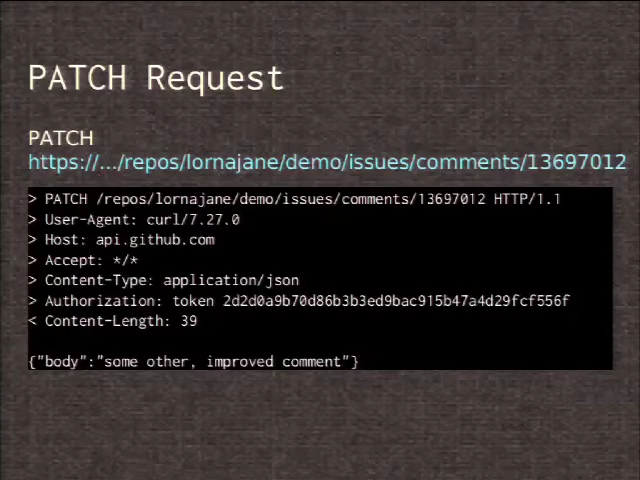 PATCH Request
PATCH
https://.../repos/lornajane/demo/issues/comments/13697012
> PATCH /repos/lornajane/demo/issues/comments/13697012 HTTP/1.1
> User-Agent: curl/7.27.0
> Host: api.github.com
> Accept: */*
> Content-Type: application/json
> Authorization: token 2d2d0a9b70d86b3b3ed9bac915b47a4d29fcf556f
< Content-Length: 39
{"body":"some other, improved comment"}